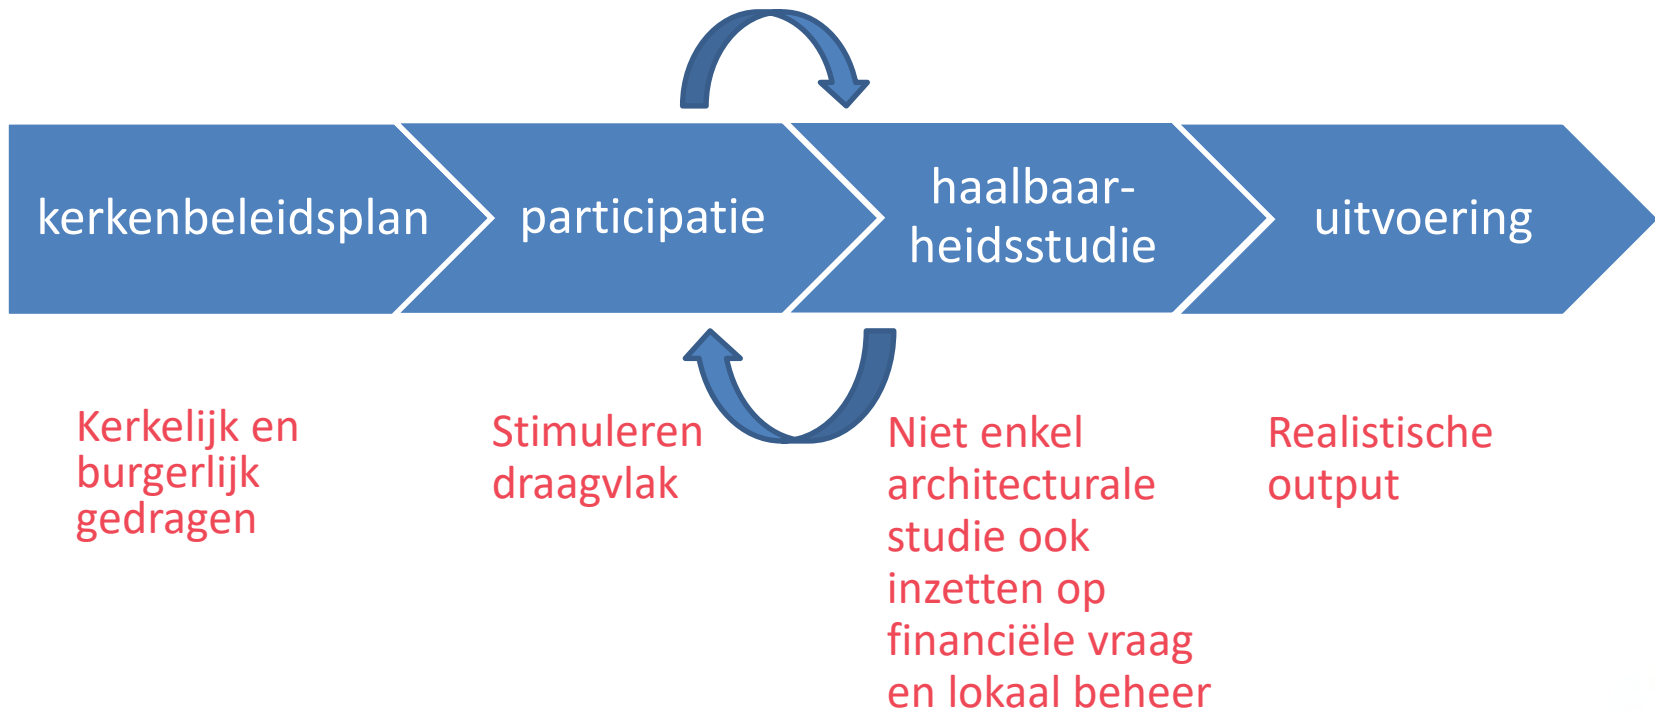 kerkenbeleidsplan
participatie
haalbaar-
heidsstudie
uitvoering
Kerkelijk en
burgerlijk
gedragen
Stimuleren
draagvlak
Niet enkel
architecturale
studie ook
inzetten op
financiële vraag
en lokaal beheer
Realistische
output